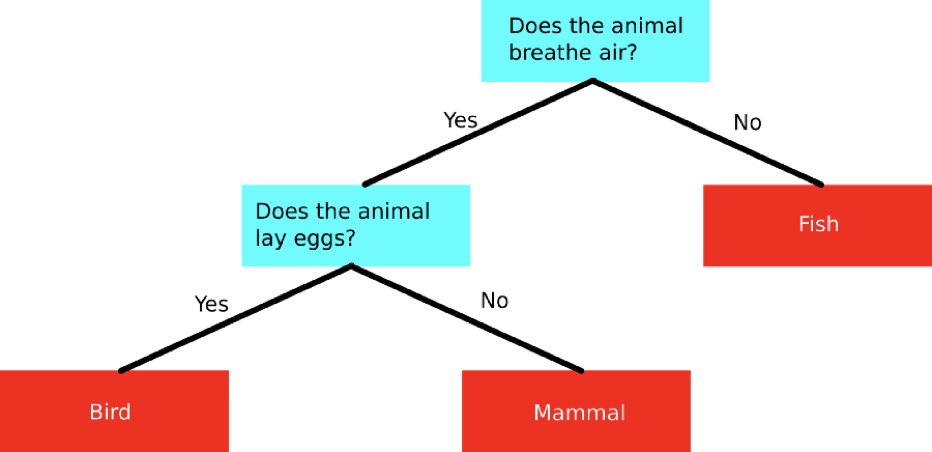 Does the animal
breathe air?
Yes
No
Does the animal
lay eggs?
Fish
Yes
No
Bird
Mammal